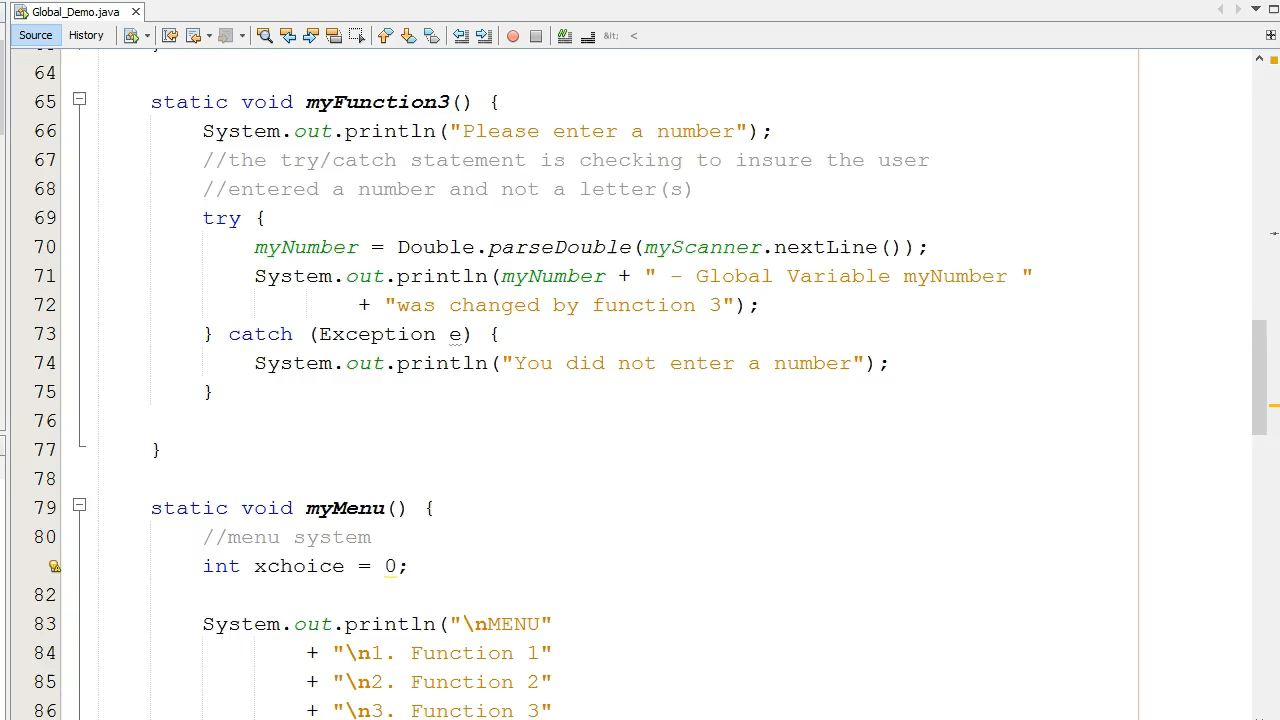 Global_Demo.java
Source History &lt; <
64
65 static void myFunction3() {
66 System.out.println("Please enter a number");
67 //the try/catch statement is checking to insure the user
68 //entered a number and not a letter(s)
69 try {
70 myNumber = Double.parseDouble(myScanner.nextLine());
71 System.out.println(myNumber + " - Global Variable myNumber "
72 + "was changed by function 3");
73 } catch (Exception e) {
74 System.out.println("You did not enter a number");
75 }
76
77 }
78
79 static void myMenu() {
80 //menu system
int xchoice = 0;
82
83 System.out.println("\nMENU"
84 + "\n1. Function 1"
85 + "\n2. Function 2"
86 + "\n3. Function 3"